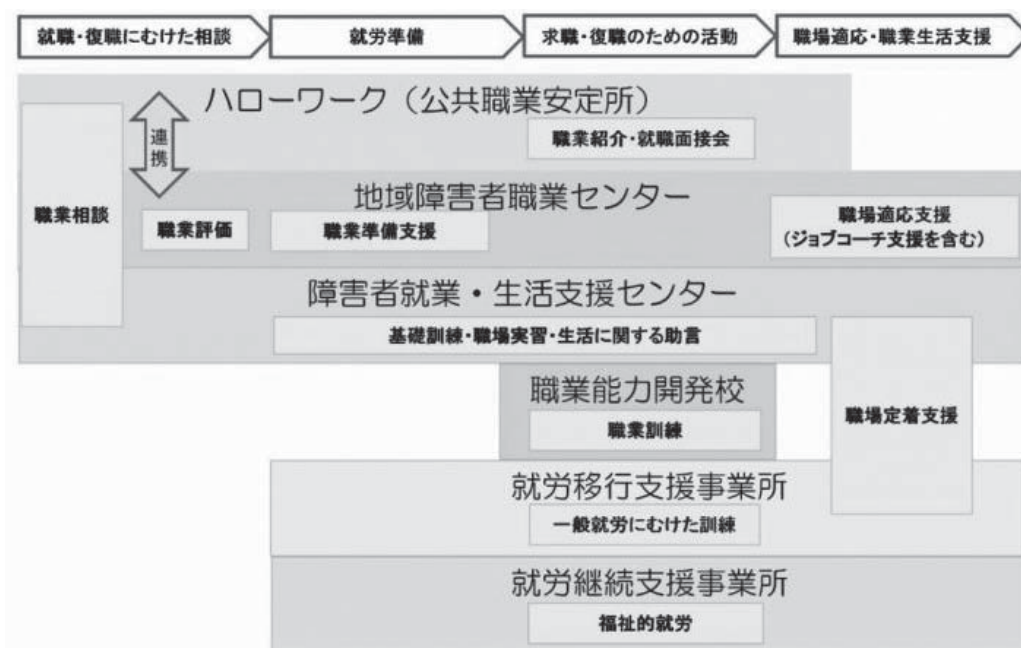 就職・復職にむけた相談
就労準備
求職・復職のための活動
職場適応・職業生活支援
ハローワーク（公共職業安定所）
連携
職業紹介・就職面接会
職業相談
地域障害者職業センター
職業評価
職業準備支援
職場適応支援
（ジョブコーチ支援を含む）
障害者就業・生活支援センター
基礎訓練・職場実習・生活に関する助言
職場定着支援
職業能力開発校
職業訓練
就労移行支援事業所
一般就労にむけた訓練
就労継続支援事業所
福祉的就労